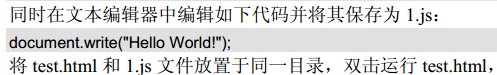 同时在文本编辑器中编辑如下代码并将其保存为 1.js：
document.write("Hello World!");
将 test.html 和 1.js 文件放置于同一目录，双击运行 test.html，